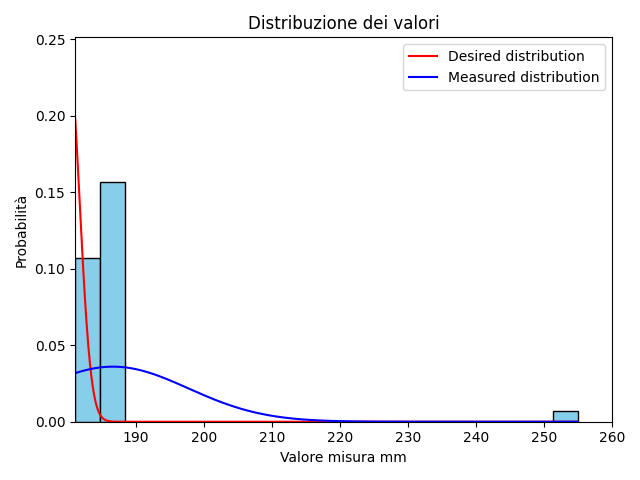 Distribuzione dei valori
Desired distribution
Measured distribution
Probabilità
0.25
0.20
0.15
0.10
0.05
0.00
190 200 210 220 230 240 250 260
Valore misura mm